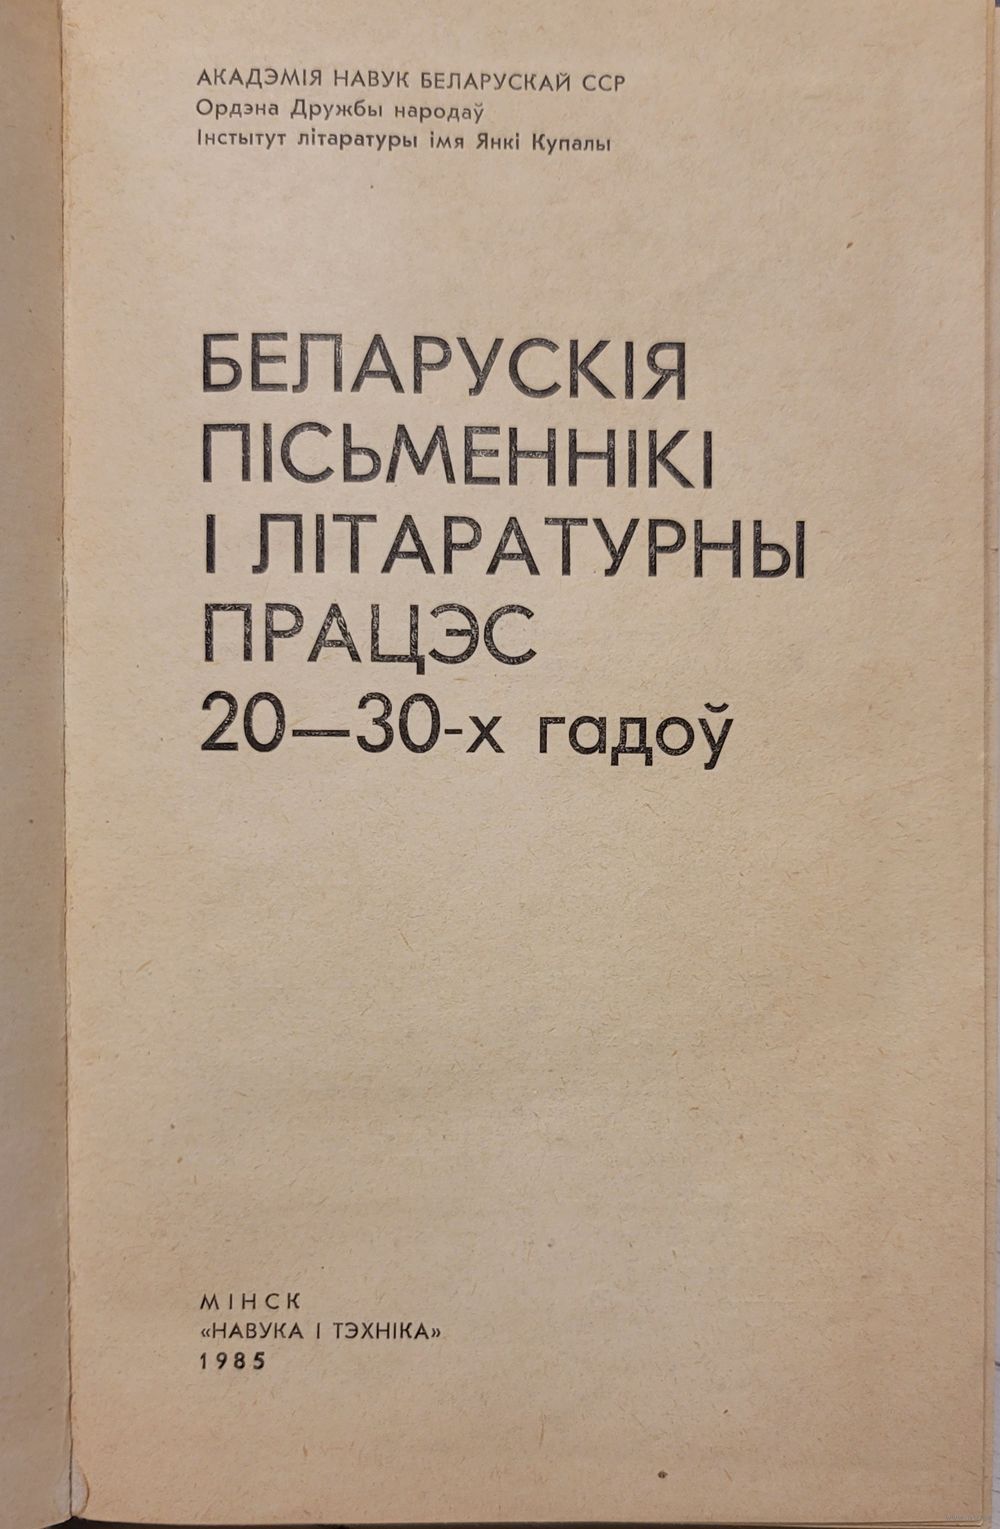 АКАДЭМІЯ НАВУК БЕЛАРУСКАЙ ССР
Ордэна Дружбы народаў
Інстытут літаратуры імя Янкі Купалы
БЕЛАРУСКІЯ
ПІСЬМЕННІКІ
І ЛІТАРАТУРНЫ
ПРАЦЭС
20—30-х гадоў
МІНСК
«НАВУКА І ТЭХНІКА»
1985